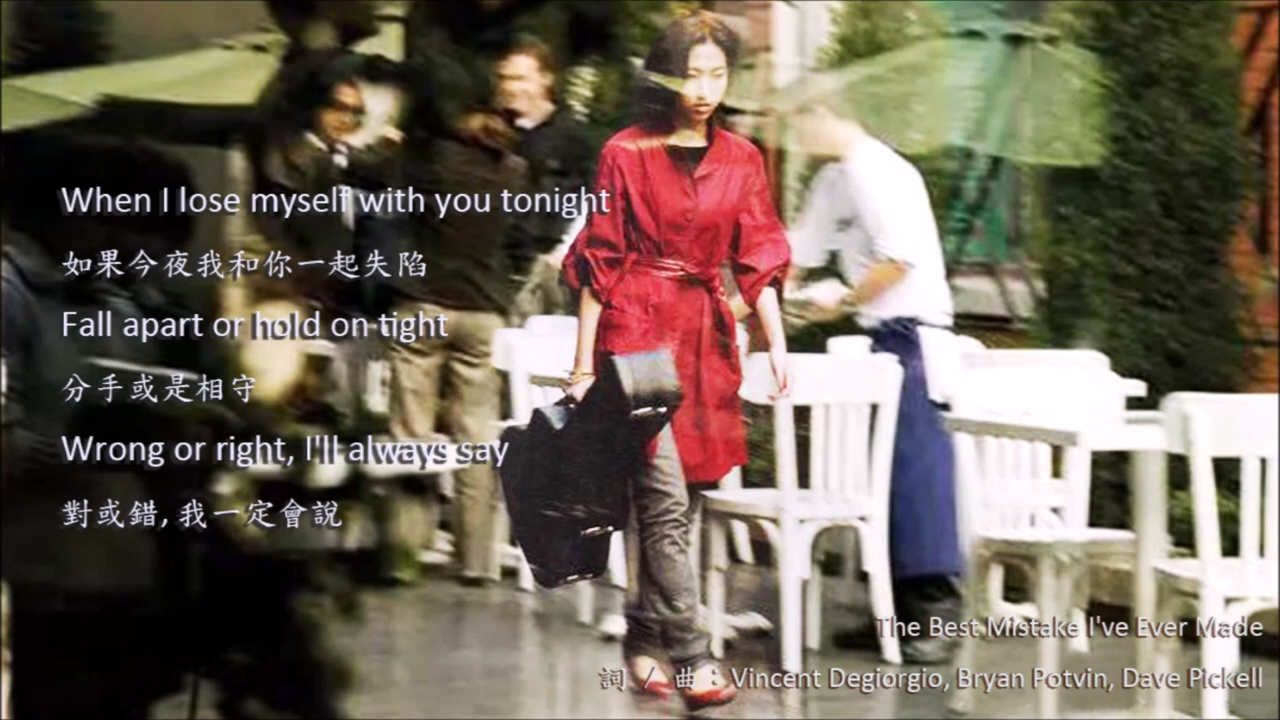 When I lose myself with you tonight
如果今夜我和你一起失陷
Fall apart or hold on tight
分手或是相守
Wrong or right, I'll always say
對或錯, 我一定會說
The Best Mistake I've Ever Made
詞 / 曲 : Vincent Degiorgio, Bryan Potvin, Dave Pickell